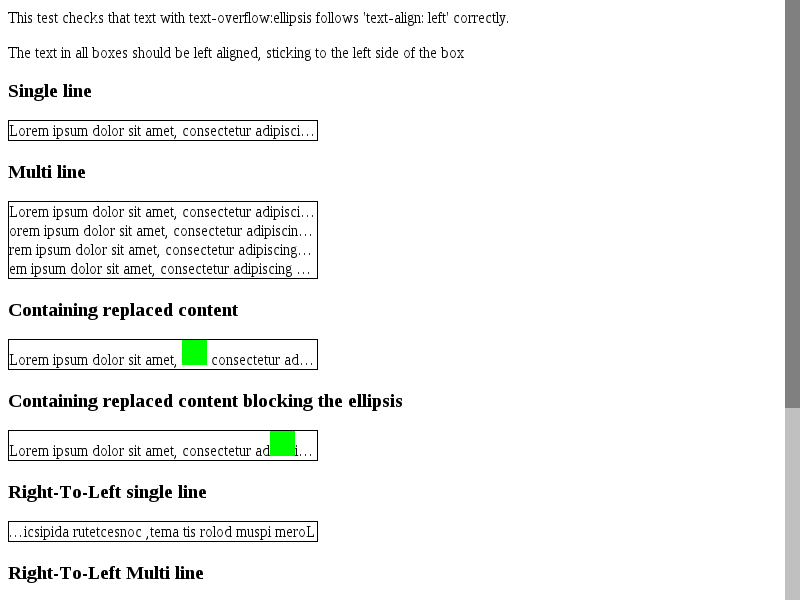 This test checks that text with text-overflow:ellipsis follows 'text-align: left' correctly.
The text in all boxes should be left aligned, sticking to the left side of the box
Single line
Lorem ipsum dolor sit amet, consectetur adipisci…
Multi line
Lorem ipsum dolor sit amet, consectetur adipisci…
orem ipsum dolor sit amet, consectetur adipiscin…
rem ipsum dolor sit amet, consectetur adipiscing…
em ipsum dolor sit amet, consectetur adipiscing …
Containing replaced content
Lorem ipsum dolor sit amet, consectetur ad…
Containing replaced content blocking the ellipsis
Lorem ipsum dolor sit amet, consectetur ad i…
Right-To-Left single line
…icsipida rutetcesnoc ,tema tis rolod muspi meroL
Right-To-Left Multi line